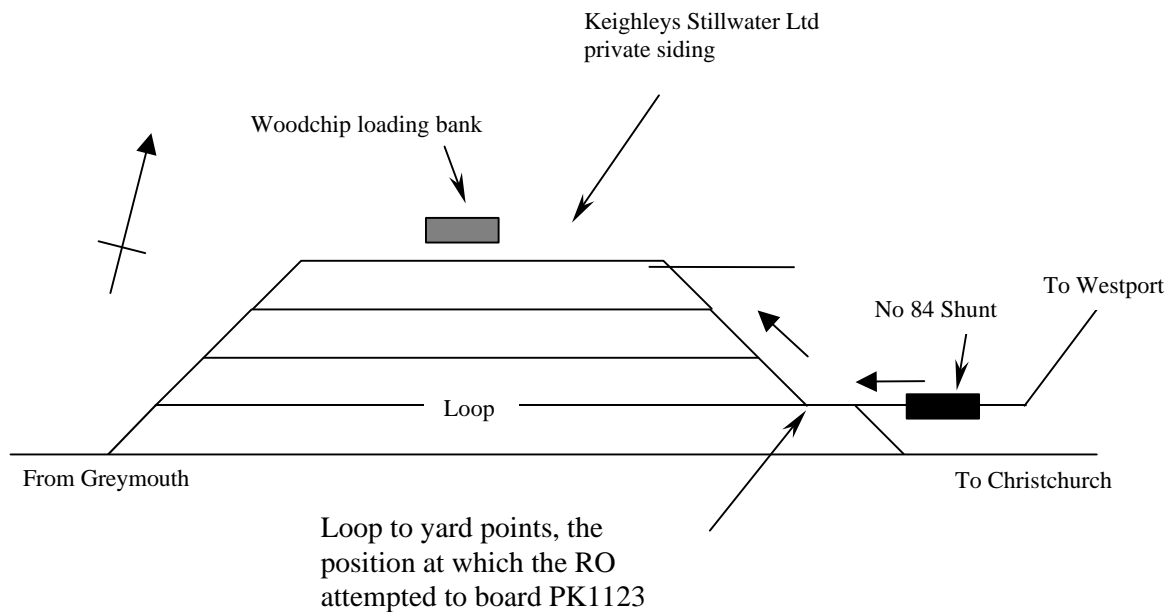 Keighleys Stillwater Ltd
private siding
Woodchip loading bank
To Westport
No 84 Shunt
Loop
From Greymouth
To Christchurch
Loop to yard points, the
position at which the RO
attempted to board PK1123